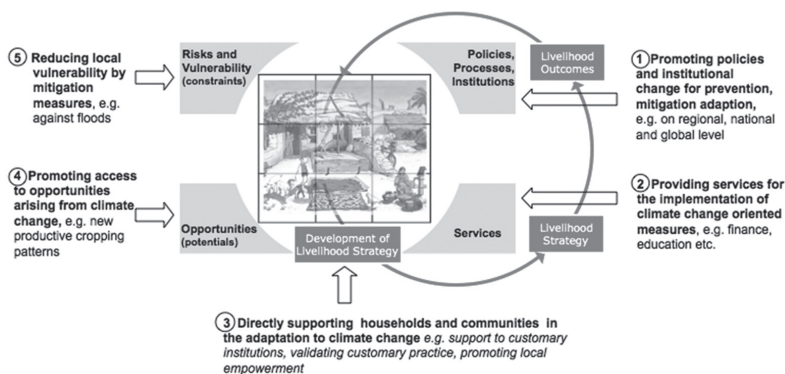 ⑤ Reducing local
vulnerability by
mitigation
measures, e.g.
against floods
Risks and
Vulnerability
(constraints)
Policies,
Processes,
Institutions
Livelihood
Outcomes
① Promoting policies
and institutional
change for prevention,
mitigation adaption,
e.g. on regional, national
and global level
④ Promoting access
to opportunities
arising from climate
change, e.g. new
productive cropping
patterns
Opportunities
(potentials)
Development of
Livelihood Strategy
Services
Livelihood
Strategy
② Providing services for
the implementation of
climate change oriented
measures, e.g. finance,
education etc.
③ Directly supporting households and communities in
the adaptation to climate change e.g. support to customary
institutions, validating customary practice, promoting local
empowerment